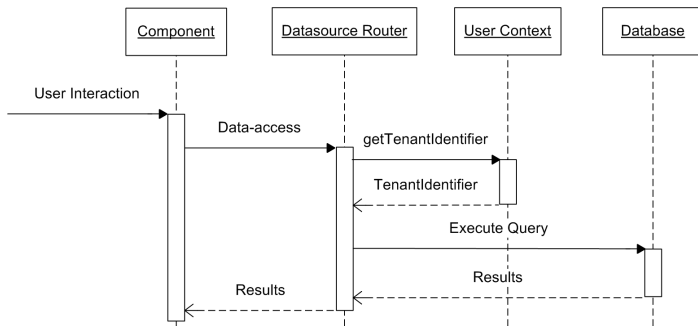 Component
Datasource Router
User Context
Database
User Interaction
Data-access
getTenantIdentifier
TenantIdentifier
Execute Query
Results
Results